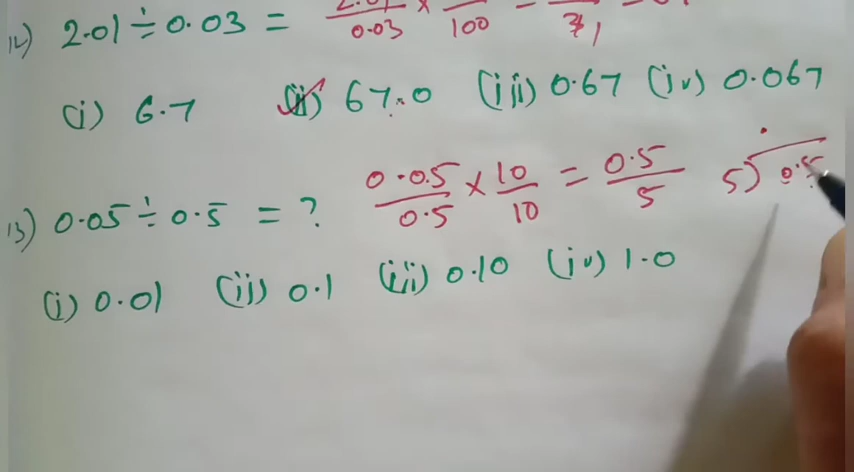 12) 2.01 ÷ 0.03 = 2.01/0.03 × /100 =
(i) 6.7 (ii) 67.0 (iii) 0.67 (iv) 0.067
13) 0.05 ÷ 0.5 = ? 0.05/0.5 × 10/10 = 0.5/5 5) 0.5
(i) 0.01 (ii) 0.1 (iii) 0.10 (iv) 1.0